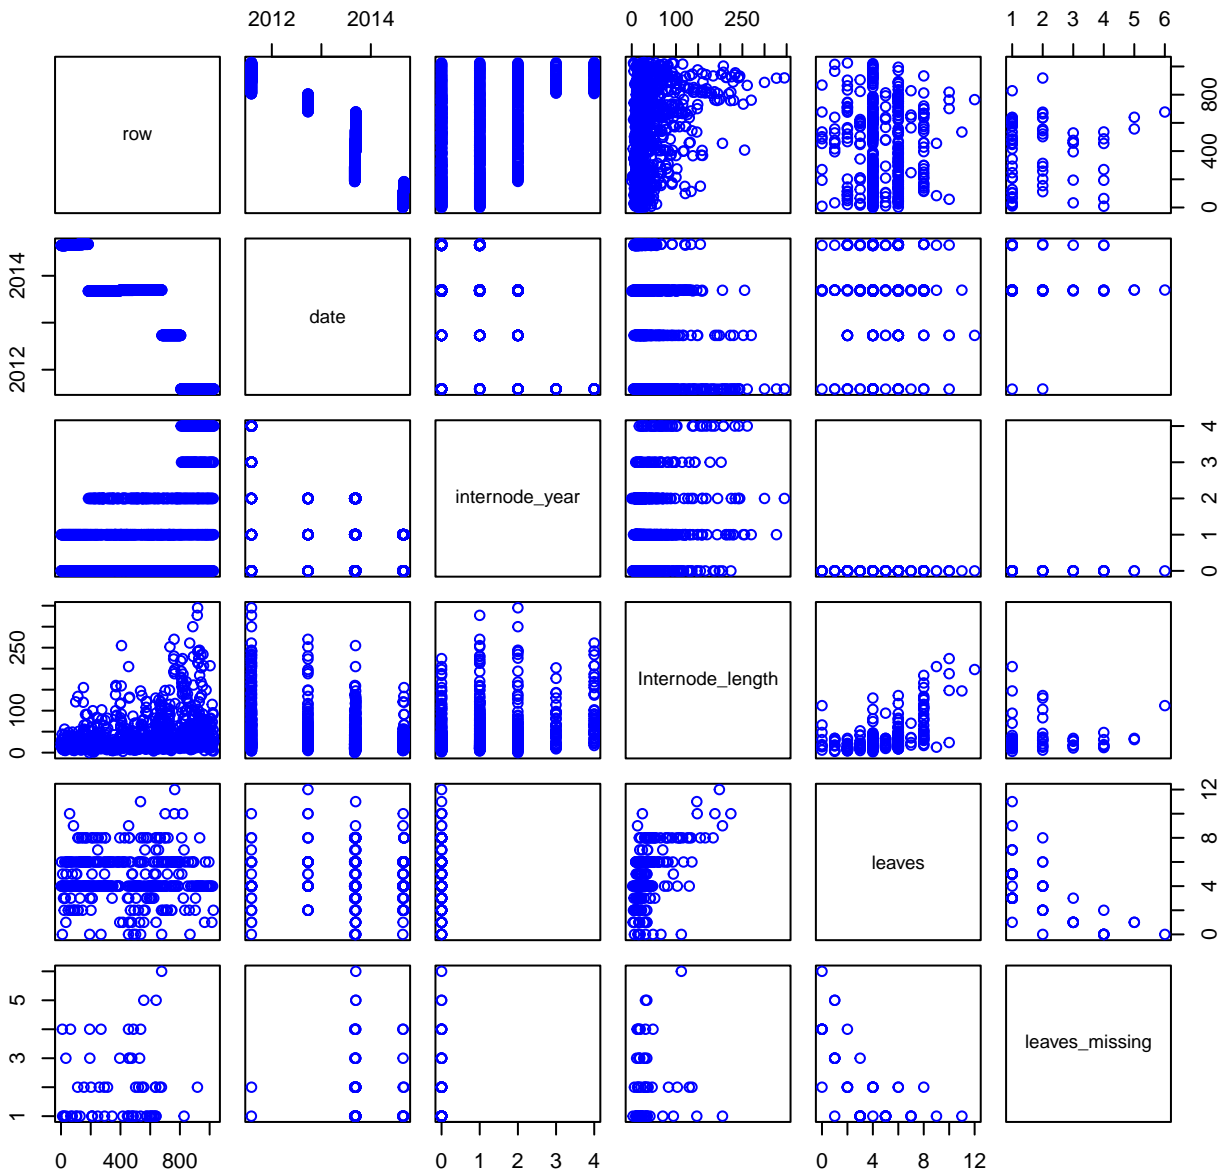 2012 2014 0 100 250 1 2 3 4 5 6
row 0 400 800
2012 2014 date
internode_year 0 1 2 3 4
0 100 250 Internode_length
leaves 0 4 8 12
1 3 5 leaves_missing
0 400 800 0 1 2 3 4 0 4 8 12